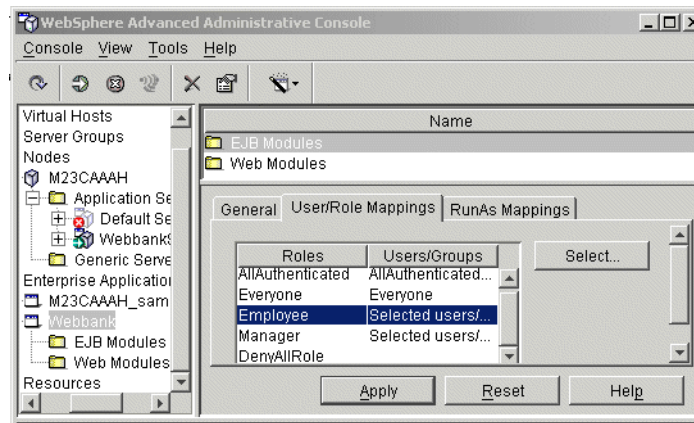 WebSphere Advanced Administrative Console
Console View Tools Help
Virtual Hosts
Server Groups
Nodes
M23CAAAH
Application Se
Default Se
WebbankS
Generic Serve
Enterprise Application
M23CAAAH_sam
Webbank
EJB Modules
Web Modules
Resources
Name
EJB Modules
Web Modules
General User/Role Mappings RunAs Mappings
Roles Users/Groups Select...
AllAuthenticated AllAuthenticated...
Everyone Everyone
Employee Selected users/...
Manager Selected users/...
DenyAllRole
Apply Reset Help